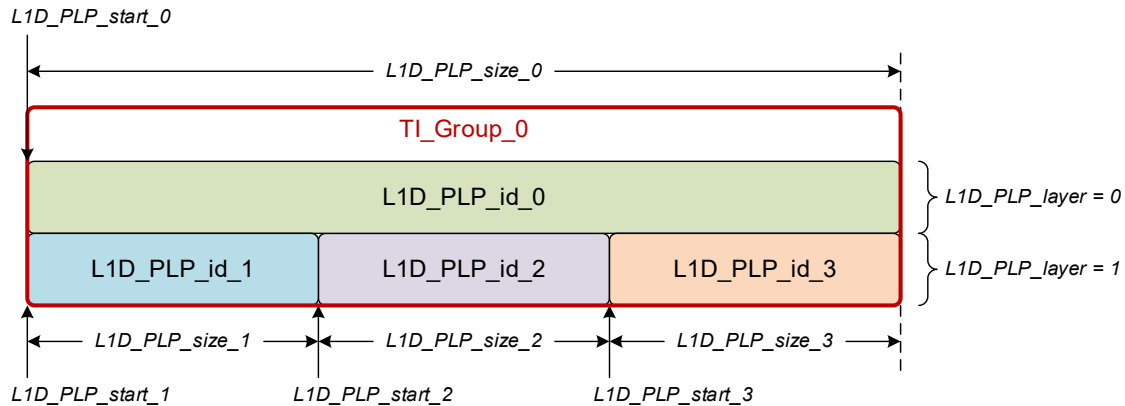 L1D_PLP_start_0
L1D_PLP_size_0
TI_Group_0
L1D_PLP_id_0
L1D_PLP_layer = 0
L1D_PLP_id_1
L1D_PLP_id_2
L1D_PLP_id_3
L1D_PLP_layer = 1
L1D_PLP_size_1
L1D_PLP_size_2
L1D_PLP_size_3
L1D_PLP_start_1
L1D_PLP_start_2
L1D_PLP_start_3